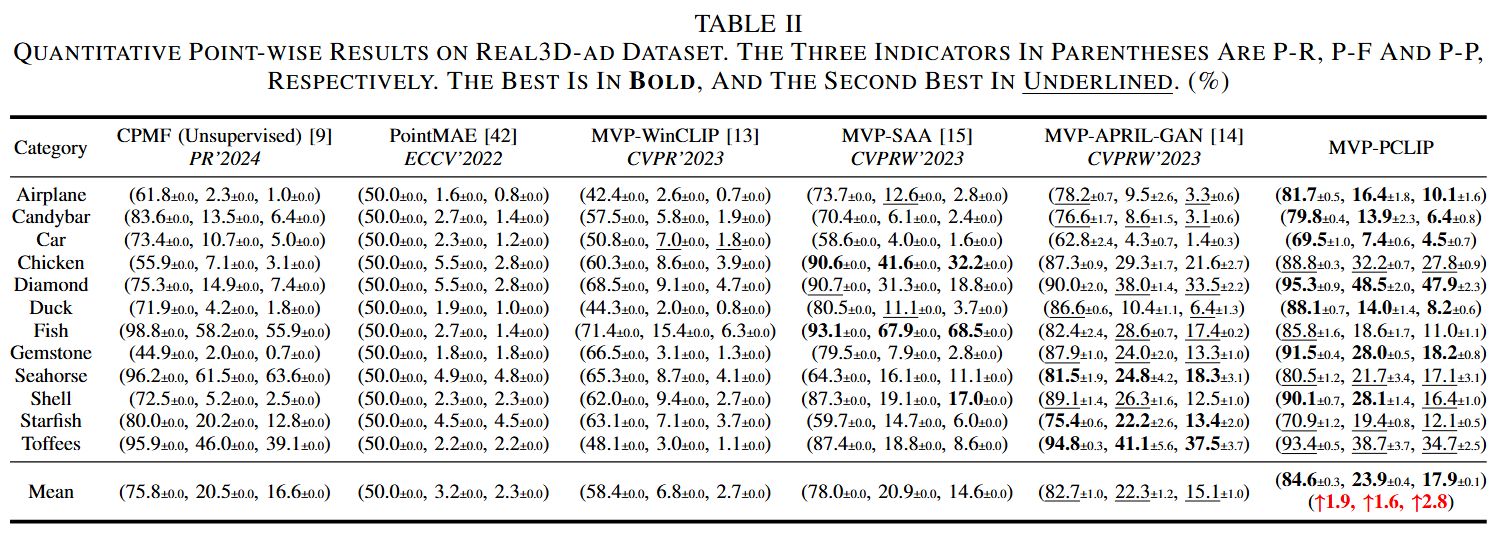 TABLE II
QUANTITATIVE POINT-WISE RESULTS ON REAL3D-AD DATASET. THE THREE INDICATORS IN PARENTHESES ARE P-R, P-F AND P-P,
RESPECTIVELY. THE BEST IS IN BOLD, AND THE SECOND BEST IN UNDERLINED. (%)
Category CPMF (Unsupervised) [9] PointMAE [42] MVP-WinCLIP [13] MVP-SAA [15] MVP-APRIL-GAN [14] MVP-PCLIP
PR'2024 ECCV'2022 CVPR'2023 CVPRW'2023 CVPRW'2023
Airplane (61.8±0.0, 2.3±0.0, 1.0±0.0) (50.0±0.0, 1.6±0.0, 0.8±0.0) (42.4±0.0, 2.6±0.0, 0.7±0.0) (73.7±0.0, 12.6±0.0, 2.8±0.0) (78.2±0.7, 9.5±2.6, 3.3±0.6) (81.7±0.5, 16.4±1.8, 10.1±1.6)
Candybar (83.6±0.0, 13.5±0.0, 6.4±0.0) (50.0±0.0, 2.7±0.0, 1.4±0.0) (57.5±0.0, 5.8±0.0, 1.9±0.0) (70.4±0.0, 6.1±0.0, 2.4±0.0) (76.6±1.7, 8.6±1.5, 3.1±0.6) (79.8±0.4, 13.9±2.3, 6.4±0.8)
Car (73.4±0.0, 10.7±0.0, 5.0±0.0) (50.0±0.0, 2.3±0.0, 1.2±0.0) (50.8±0.0, 7.0±0.0, 1.8±0.0) (58.6±0.0, 4.0±0.0, 1.6±0.0) (62.8±2.4, 4.3±0.7, 1.4±0.3) (69.5±1.0, 7.4±0.6, 4.5±0.7)
Chicken (55.9±0.0, 7.1±0.0, 3.1±0.0) (50.0±0.0, 5.5±0.0, 2.8±0.0) (60.3±0.0, 8.6±0.0, 3.9±0.0) (90.6±0.0, 41.6±0.0, 32.2±0.0) (87.3±0.9, 29.3±1.7, 21.6±2.7) (88.8±0.3, 32.2±0.7, 27.8±0.9)
Diamond (75.3±0.0, 14.9±0.0, 7.4±0.0) (50.0±0.0, 5.5±0.0, 2.8±0.0) (68.5±0.0, 9.1±0.0, 4.7±0.0) (90.7±0.0, 31.3±0.0, 18.8±0.0) (90.0±2.0, 38.0±1.4, 33.5±2.2) (95.3±0.9, 48.5±2.0, 47.9±2.3)
Duck (71.9±0.0, 4.2±0.0, 1.8±0.0) (50.0±0.0, 1.9±0.0, 1.0±0.0) (44.3±0.0, 2.0±0.0, 0.8±0.0) (80.5±0.0, 11.1±0.0, 3.7±0.0) (86.6±0.6, 10.4±1.1, 6.4±1.3) (88.1±0.7, 14.0±1.4, 8.2±0.6)
Fish (98.8±0.0, 58.2±0.0, 55.9±0.0) (50.0±0.0, 2.7±0.0, 1.4±0.0) (71.4±0.0, 15.4±0.0, 6.3±0.0) (93.1±0.0, 67.9±0.0, 68.5±0.0) (82.4±2.4, 28.6±0.7, 17.4±0.2) (85.8±1.6, 18.6±1.7, 11.0±1.1)
Gemstone (44.9±0.0, 2.0±0.0, 0.7±0.0) (50.0±0.0, 1.8±0.0, 1.8±0.0) (66.5±0.0, 3.1±0.0, 1.3±0.0) (79.5±0.0, 7.9±0.0, 2.8±0.0) (87.9±1.0, 24.0±2.0, 13.3±1.0) (91.5±0.4, 28.0±0.5, 18.2±0.8)
Seahorse (96.2±0.0, 61.5±0.0, 63.6±0.0) (50.0±0.0, 4.9±0.0, 4.8±0.0) (65.3±0.0, 8.7±0.0, 4.1±0.0) (64.3±0.0, 16.1±0.0, 11.1±0.0) (81.5±1.9, 24.8±4.2, 18.3±3.1) (80.5±1.2, 21.7±3.4, 17.1±3.1)
Shell (72.5±0.0, 5.2±0.0, 2.5±0.0) (50.0±0.0, 2.3±0.0, 2.3±0.0) (62.0±0.0, 9.4±0.0, 2.7±0.0) (87.3±0.0, 19.1±0.0, 17.0±0.0) (89.1±1.4, 26.3±1.6, 12.5±1.0) (90.1±0.7, 28.1±1.4, 16.4±1.0)
Starfish (80.0±0.0, 20.2±0.0, 12.8±0.0) (50.0±0.0, 4.5±0.0, 4.5±0.0) (63.1±0.0, 7.1±0.0, 3.7±0.0) (59.7±0.0, 14.7±0.0, 6.0±0.0) (75.4±0.6, 22.2±2.6, 13.4±2.0) (70.9±1.2, 19.4±0.8, 12.1±0.5)
Toffees (95.9±0.0, 46.0±0.0, 39.1±0.0) (50.0±0.0, 2.2±0.0, 2.2±0.0) (48.1±0.0, 3.0±0.0, 1.1±0.0) (87.4±0.0, 18.8±0.0, 8.6±0.0) (94.8±0.3, 41.1±5.6, 37.5±3.7) (93.4±0.5, 38.7±3.7, 34.7±2.5)
Mean (75.8±0.0, 20.5±0.0, 16.6±0.0) (50.0±0.0, 3.2±0.0, 2.3±0.0) (58.4±0.0, 6.8±0.0, 2.7±0.0) (78.0±0.0, 20.9±0.0, 14.6±0.0) (82.7±1.0, 22.3±1.2, 15.1±1.0) (84.6±0.3, 23.9±0.4, 17.9±0.1)
(↑1.9, ↑1.6, ↑2.8)